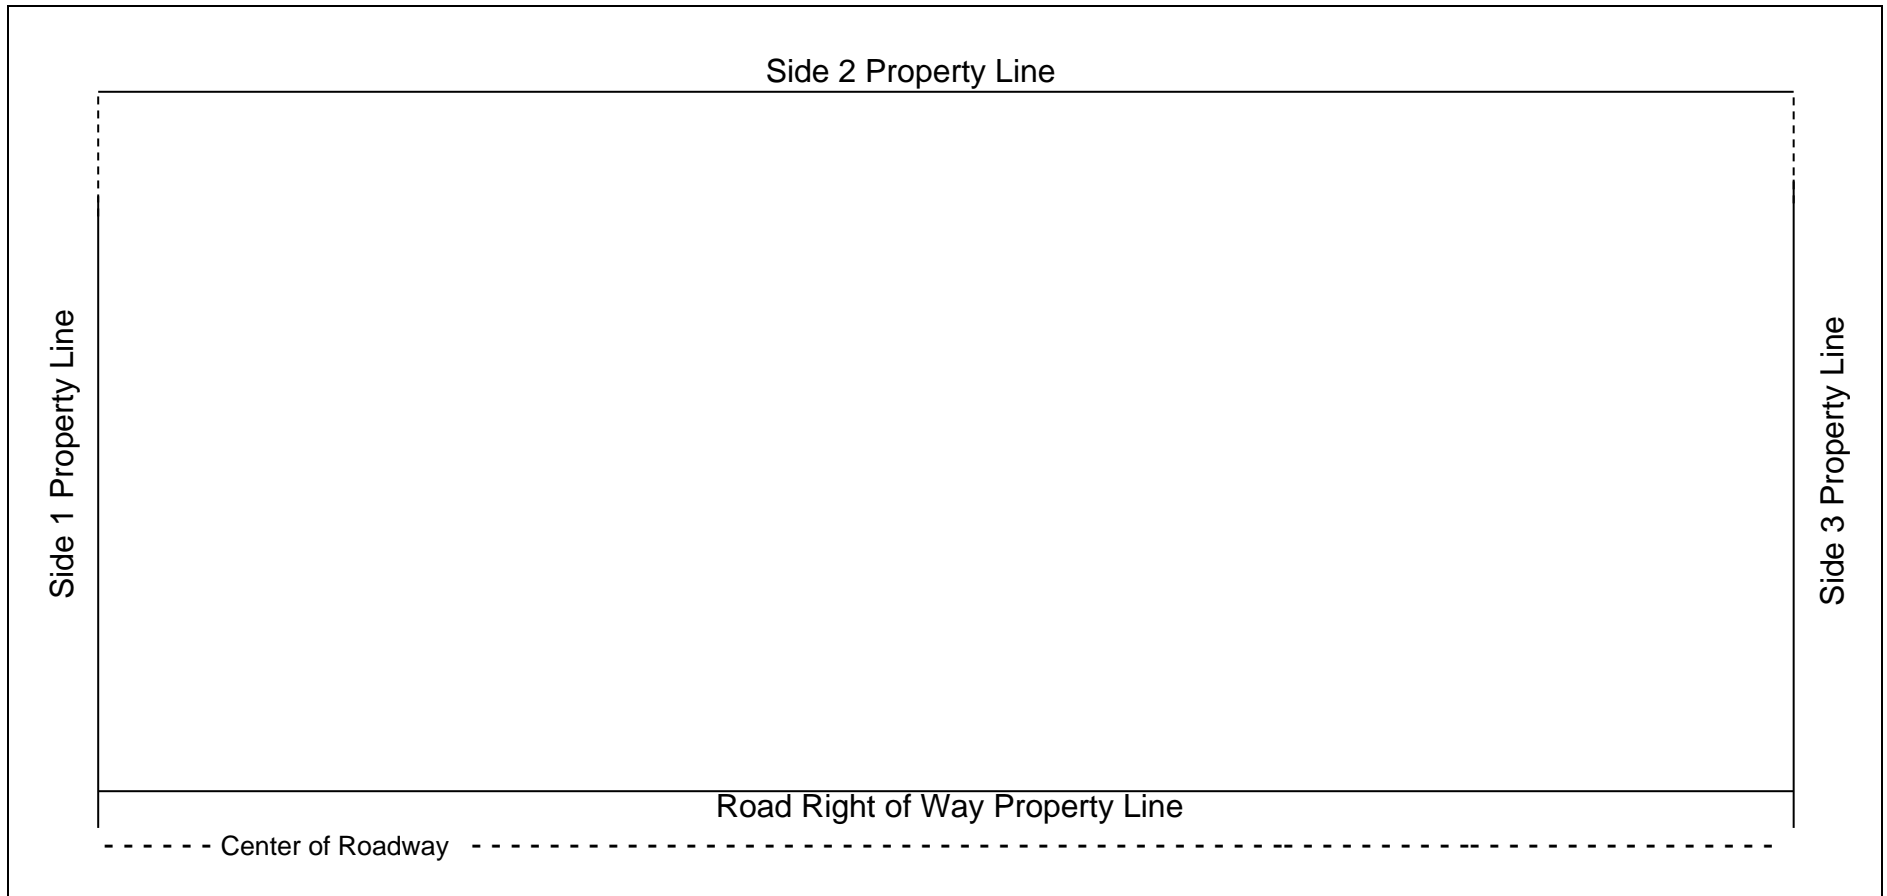 Side 2 Property Line
Side 1 Property Line
Side 3 Property Line
Road Right of Way Property Line
Center of Roadway